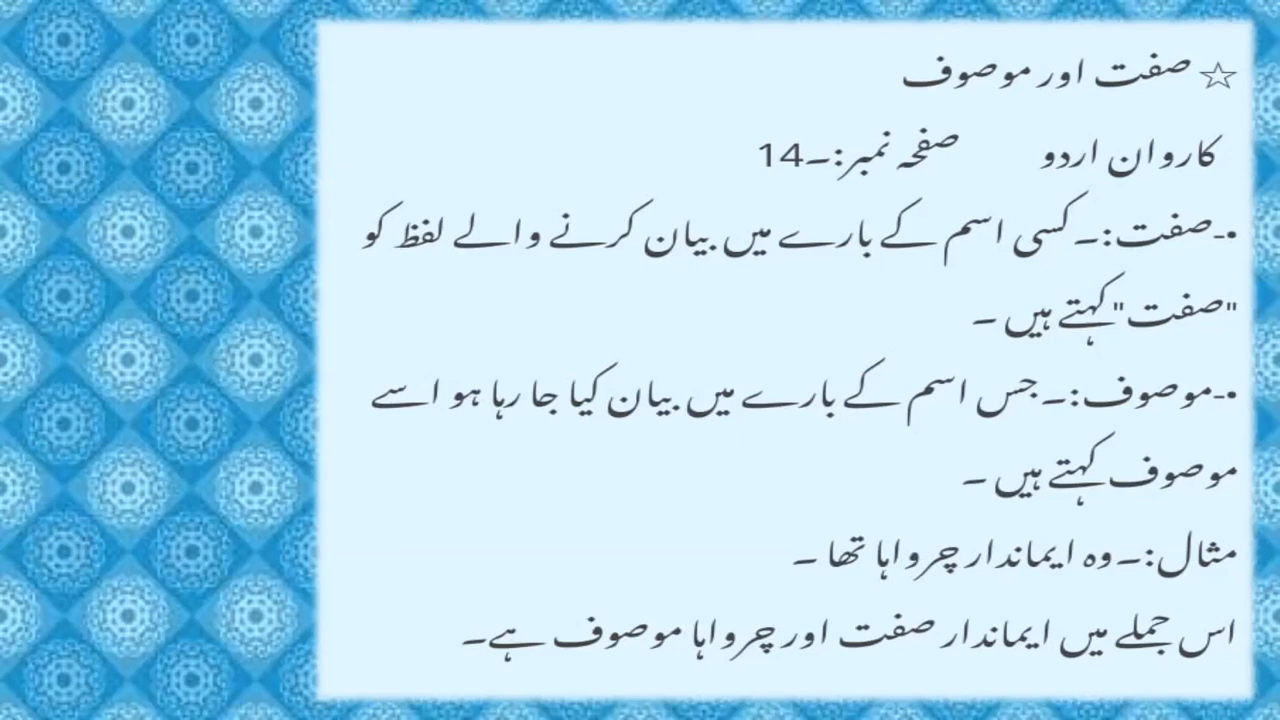 ☆ صفت اور موصوف
کاروان اردو صفحہ نمبر:۔14
•۔صفت:۔کسی اسم کے بارے میں بیان کرنے والے لفظ کو
"صفت"کہتے ہیں ۔
•۔موصوف:۔جس اسم کے بارے میں بیان کیا جا رہا ہو اسے
موصوف کہتے ہیں ۔
مثال:۔وہ ایماندار چرواہا تھا ۔
اس جملے میں ایماندار صفت اور چرواہا موصوف ہے۔